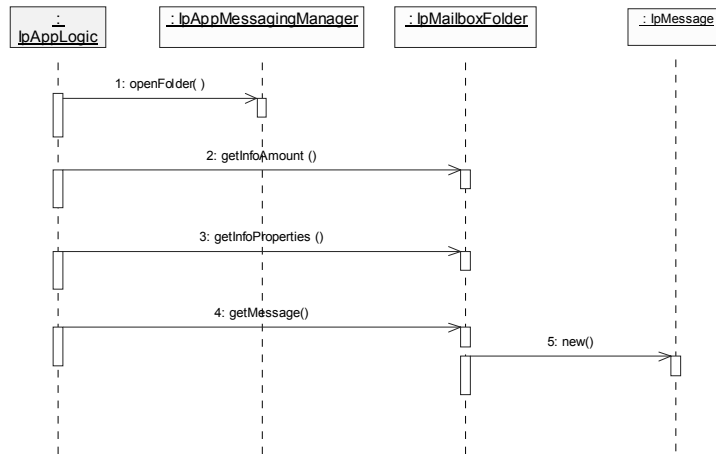 :
IpAppLogic
: IpAppMessagingManager
: IpMailboxFolder
: IpMessage
1: openFolder( )
2: getInfoAmount ()
3: getInfoProperties ()
4: getMessage()
5: new()